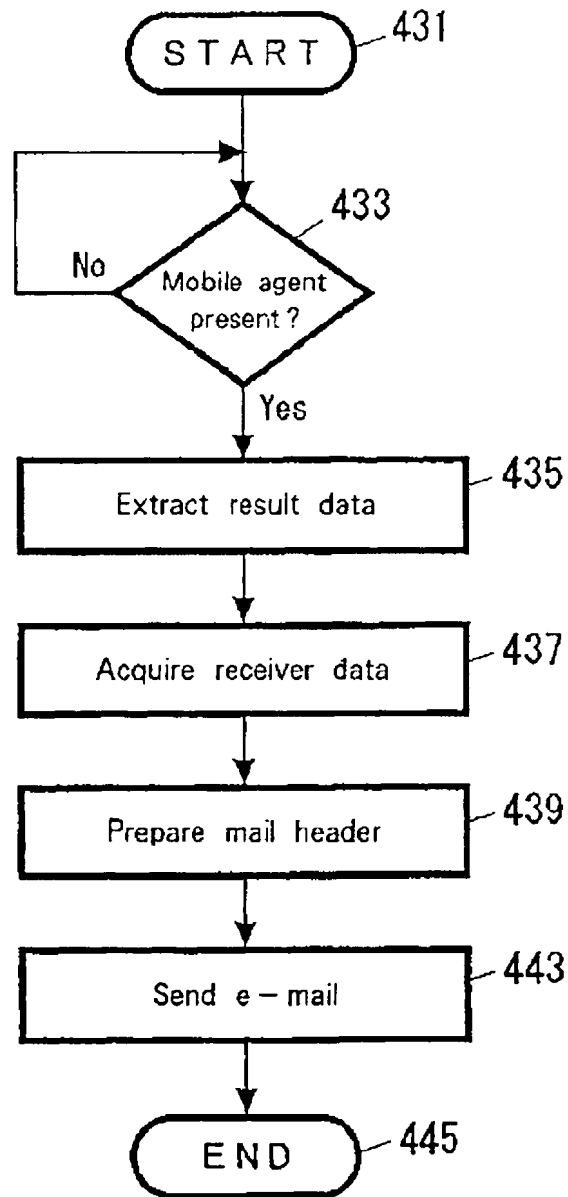 START
431
433
Mobile agent
present?
No
Yes
Extract result data
435
Acquire receiver data
437
Prepare mail header
439
Send e-mail
443
END
445